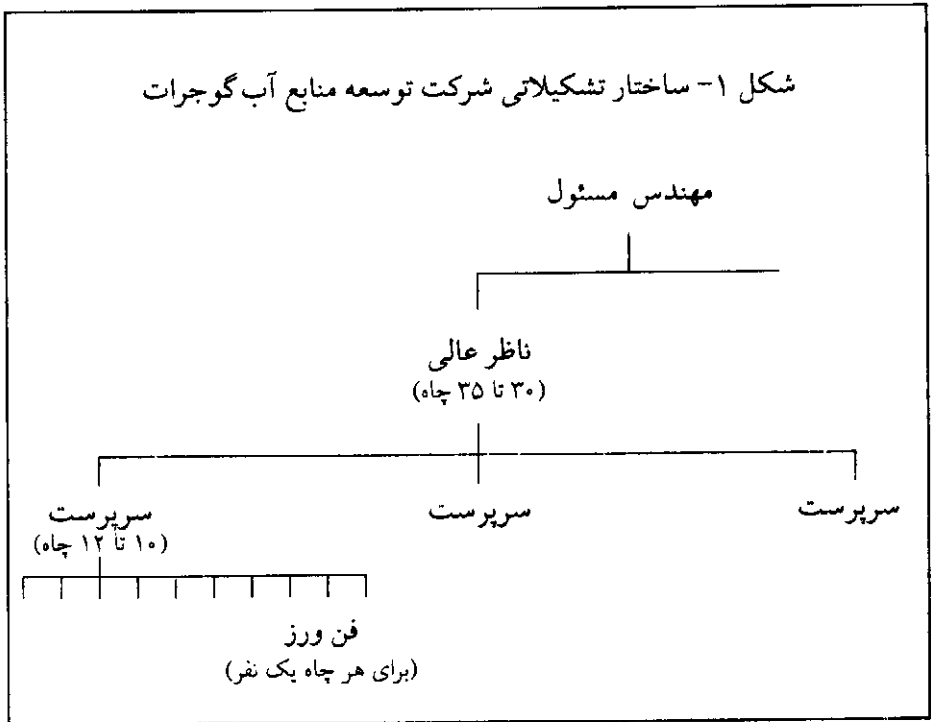 شکل ۱- ساختار تشکیلاتی شرکت توسعه منابع آب گوجرات
مهندس مسئول
ناظر عالی
(۳۰ تا ۳۵ چاه)
سرپرست
سرپرست
سرپرست
(۱۰ تا ۱۲ چاه)
فن ورز
(برای هر چاه یک نفر)